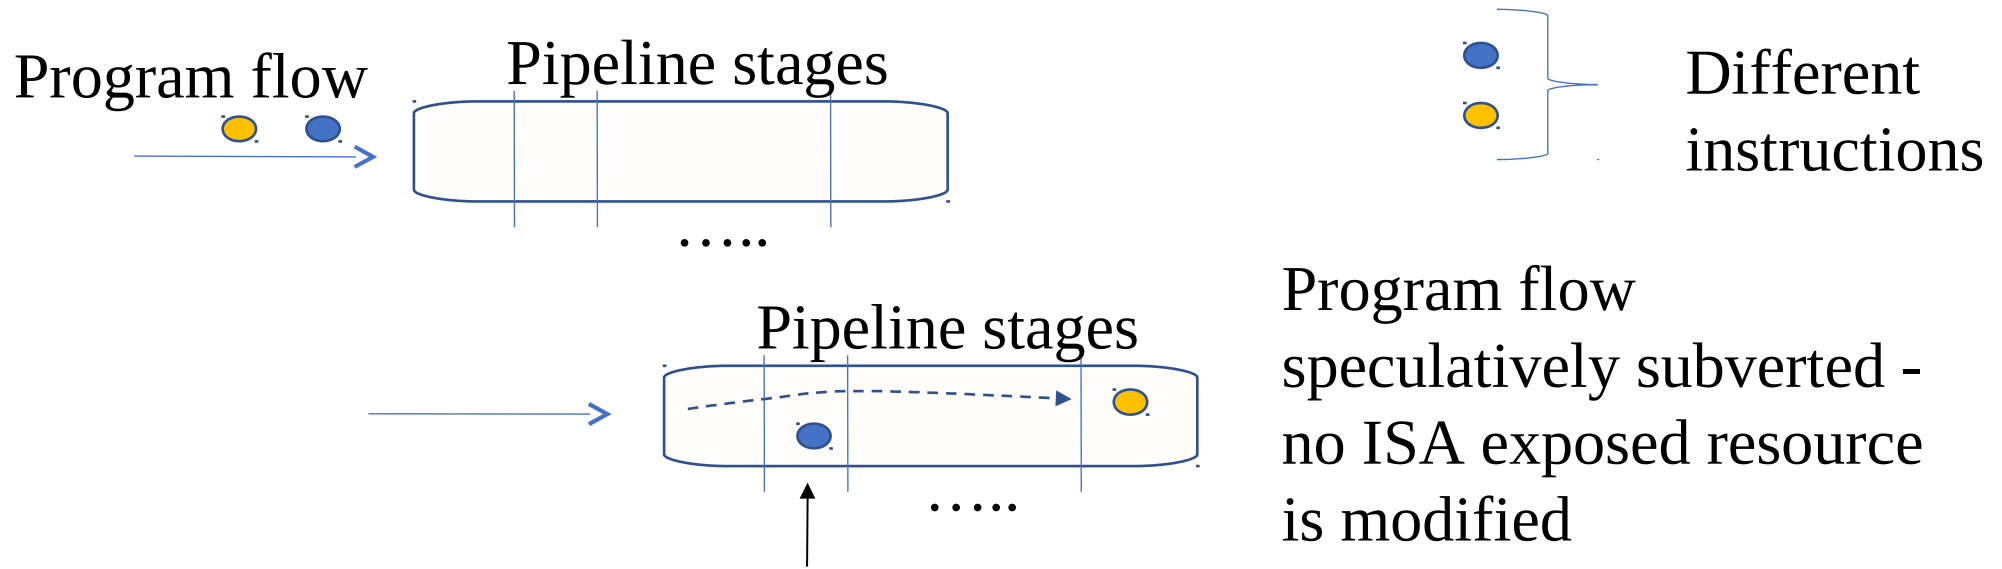 Program flow
Pipeline stages
Different
instructions
…..
Pipeline stages
…..
Program flow
speculatively subverted -
no ISA exposed resource
is modified